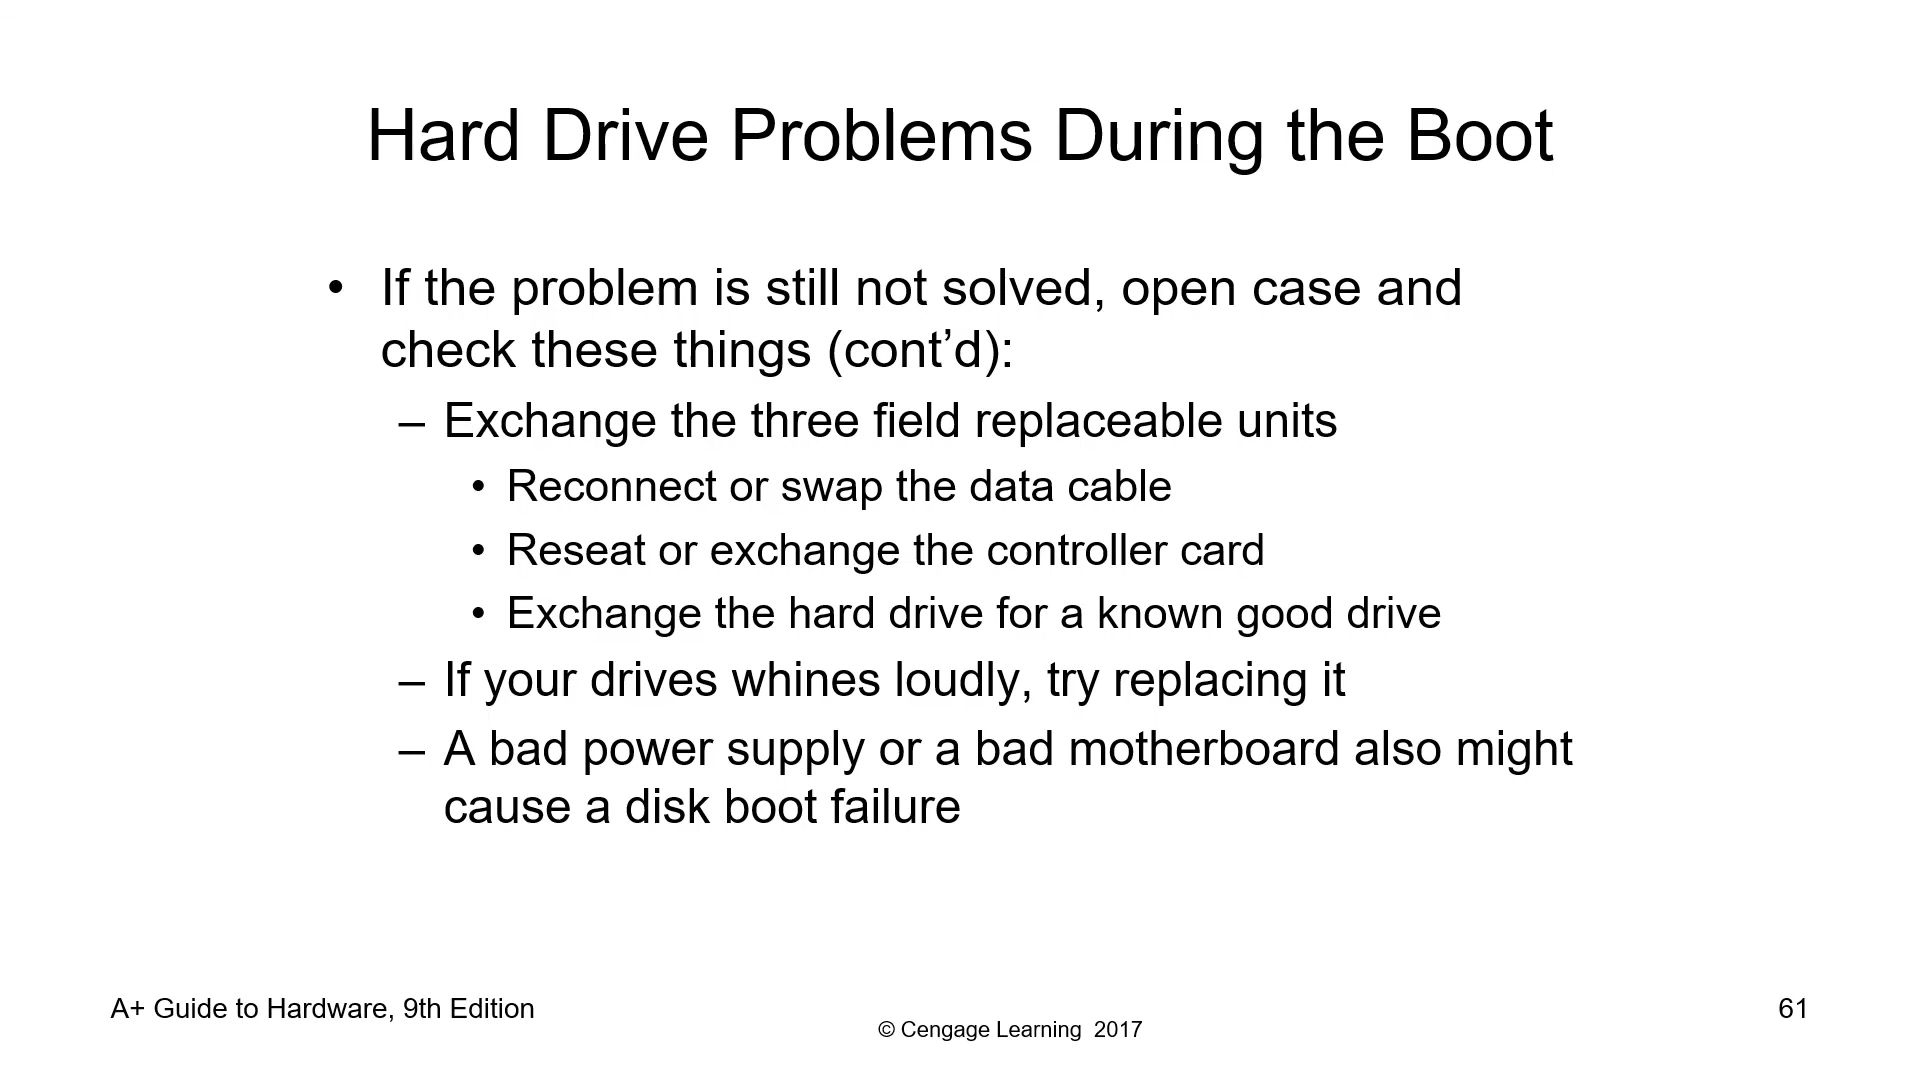 Hard Drive Problems During the Boot
• If the problem is still not solved, open case and
check these things (cont’d):
– Exchange the three field replaceable units
• Reconnect or swap the data cable
• Reseat or exchange the controller card
• Exchange the hard drive for a known good drive
– If your drives whines loudly, try replacing it
– A bad power supply or a bad motherboard also might
cause a disk boot failure
A+ Guide to Hardware, 9th Edition
© Cengage Learning  2017
61